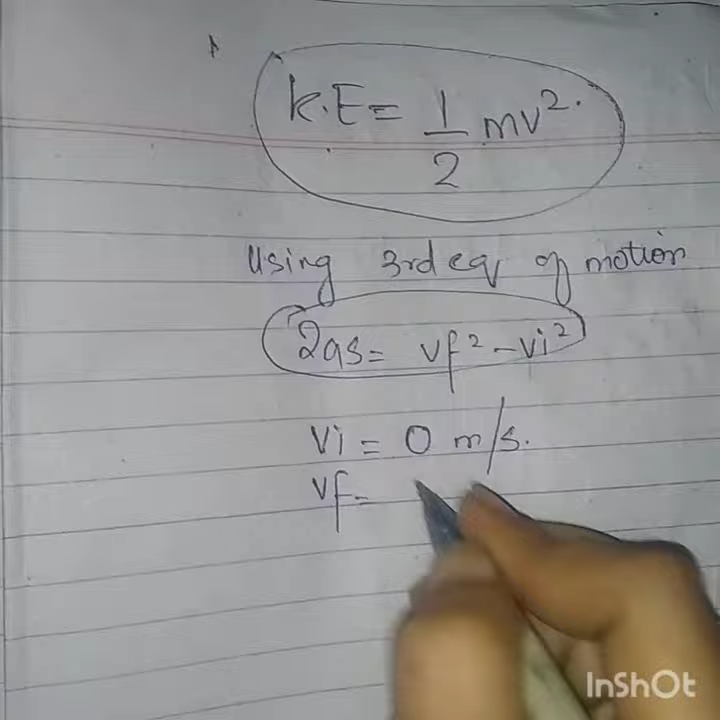 K.E = 1/2 mv².
Using 3rd eq of motion
2as = vf² - vi²
vi = 0 m/s.
vf =
InShOt